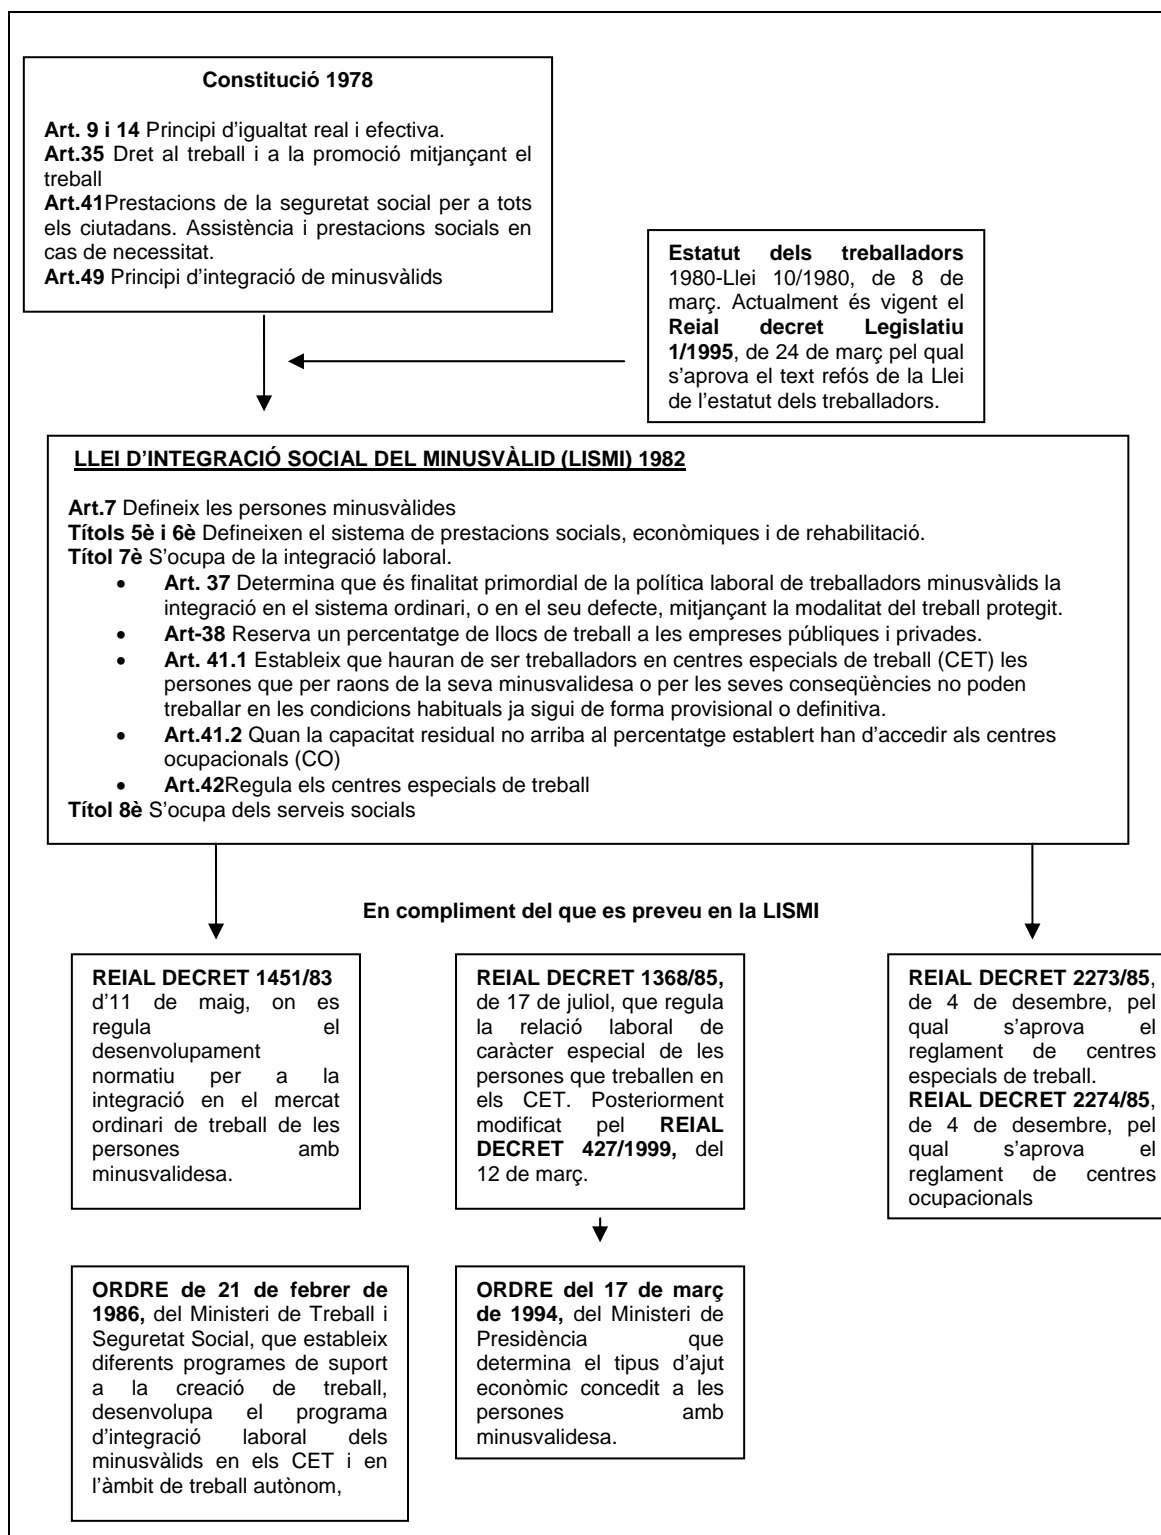 Constitució 1978
Art. 9 i 14 Principi d'igualtat real i efectiva.
Art.35 Dret al treball i a la promoció mitjançant el
treball
Art.41Prestacions de la seguretat social per a tots
els ciutadans. Assistència i prestacions socials en
cas de necessitat.
Art.49 Principi d'integració de minusvàlids
Estatut dels treballadors
1980-Llei 10/1980, de 8 de
març. Actualment és vigent el
Reial decret Legislatiu
1/1995, de 24 de març pel qual
s'aprova el text refós de la Llei
de l'estatut dels treballadors.
LLEI D'INTEGRACIÓ SOCIAL DEL MINUSVÀLID (LISMI) 1982
Art.7 Defineix les persones minusvàlides
Títols 5è i 6è Defineixen el sistema de prestacions socials, econòmiques i de rehabilitació.
Títol 7è S'ocupa de la integració laboral.
• Art. 37 Determina que és finalitat primordial de la política laboral de treballadors minusvàlids la
integració en el sistema ordinari, o en el seu defecte, mitjançant la modalitat del treball protegit.
• Art-38 Reserva un percentatge de llocs de treball a les empreses públiques i privades.
• Art. 41.1 Estableix que hauran de ser treballadors en centres especials de treball (CET) les
persones que per raons de la seva minusvalidesa o per les seves conseqüències no poden
treballar en les condicions habituals ja sigui de forma provisional o definitiva.
• Art.41.2 Quan la capacitat residual no arriba al percentatge establert han d'accedir als centres
ocupacionals (CO)
• Art.42Regula els centres especials de treball
Títol 8è S'ocupa dels serveis socials
En compliment del que es preveu en la LISMI
REIAL DECRET 1451/83
d'11 de maig, on es
regula el
desenvolupament
normatiu per a la
integració en el mercat
ordinari de treball de les
persones amb
minusvalidesa.
REIAL DECRET 1368/85,
de 17 de juliol, que regula
la relació laboral de
caràcter especial de les
persones que treballen en
els CET. Posteriorment
modificat pel REIAL
DECRET 427/1999, del
12 de març.
REIAL DECRET 2273/85,
de 4 de desembre, pel
qual s'aprova el
reglament de centres
especials de treball.
REIAL DECRET 2274/85,
de 4 de desembre, pel
qual s'aprova el
reglament de centres
ocupacionals
ORDRE de 21 de febrer de
1986, del Ministeri de Treball i
Seguretat Social, que estableix
diferents programes de suport
a la creació de treball,
desenvolupa el programa
d'integració laboral dels
minusvàlids en els CET i en
l'àmbit de treball autònom,
ORDRE del 17 de març
de 1994, del Ministeri de
Presidència que
determina el tipus d'ajut
econòmic concedit a les
persones amb
minusvalidesa.